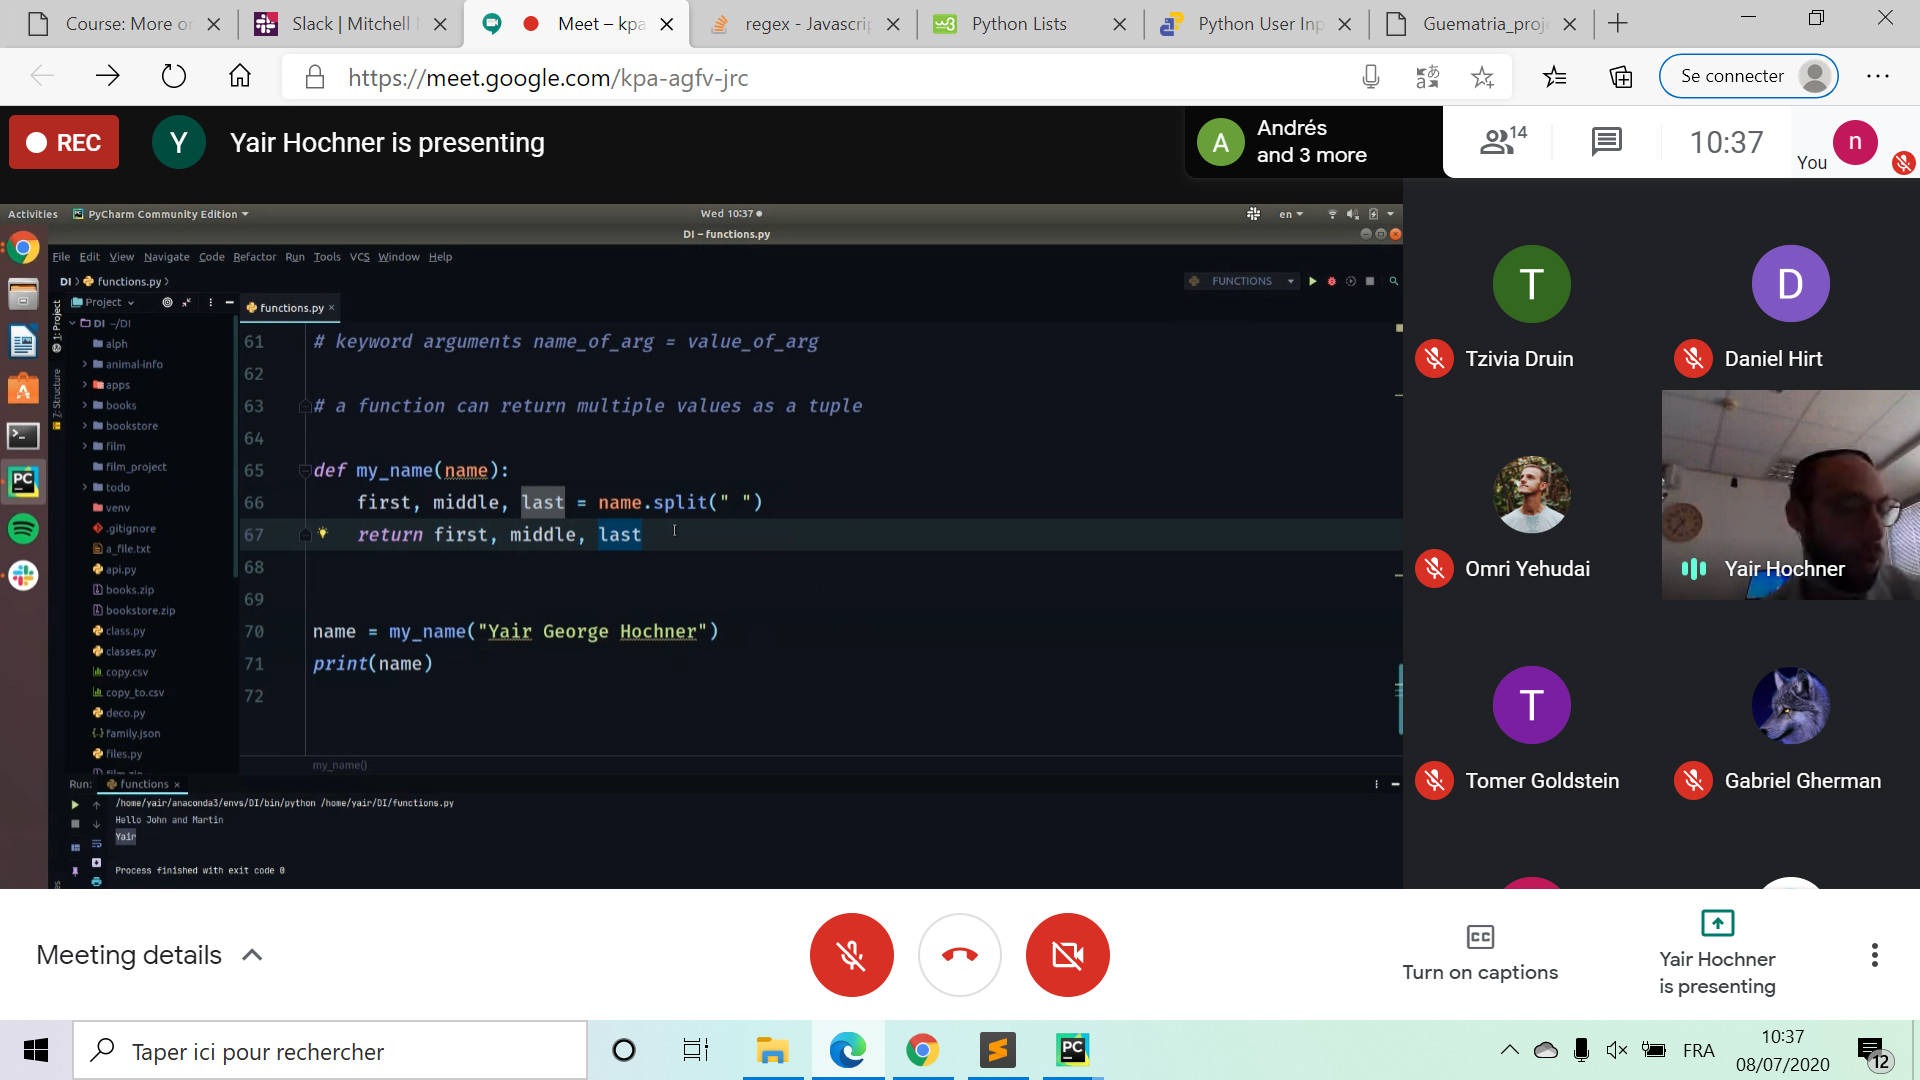 Course: More or
Slack | Mitchell
Meet – kpa
regex - Javascrip
Python Lists
Python User Inp
Guematria_proj
https://meet.google.com/kpa-agfv-jrc
Se connecter
REC
Y
Yair Hochner is presenting
A
Andrés
and 3 more
14
10:37
You
n
Activities
PyCharm Community Edition
Wed 10:37
en
DI – functions.py
File Edit View Navigate Code Refactor Run Tools VCS Window Help
DI
functions.py
FUNCTIONS
Project
functions.py
1: Project
7: Structure
DI ~/DI
alph
animal-info
apps
books
bookstore
film
film_project
todo
venv
.gitignore
a_file.txt
api.py
books.zip
bookstore.zip
class.py
classes.py
copy.csv
copy_to.csv
deco.py
family.json
files.py
film.zip
61 # keyword arguments name_of_arg = value_of_arg
62
63 # a function can return multiple values as a tuple
64
65 def my_name(name):
66 first, middle, last = name.split(" ")
67 return first, middle, last
68
69
70 name = my_name("Yair George Hochner")
71 print(name)
72
my_name()
Run:
functions
/home/yair/anaconda3/envs/DI/bin/python /home/yair/DI/functions.py
Hello John and Martin
Yair
Process finished with exit code 0
T
Tzivia Druin
D
Daniel Hirt
Omri Yehudai
Yair Hochner
T
Tomer Goldstein
Gabriel Gherman
Meeting details
Turn on captions
Yair Hochner
is presenting
Taper ici pour rechercher
PC
FRA
10:37
08/07/2020
12